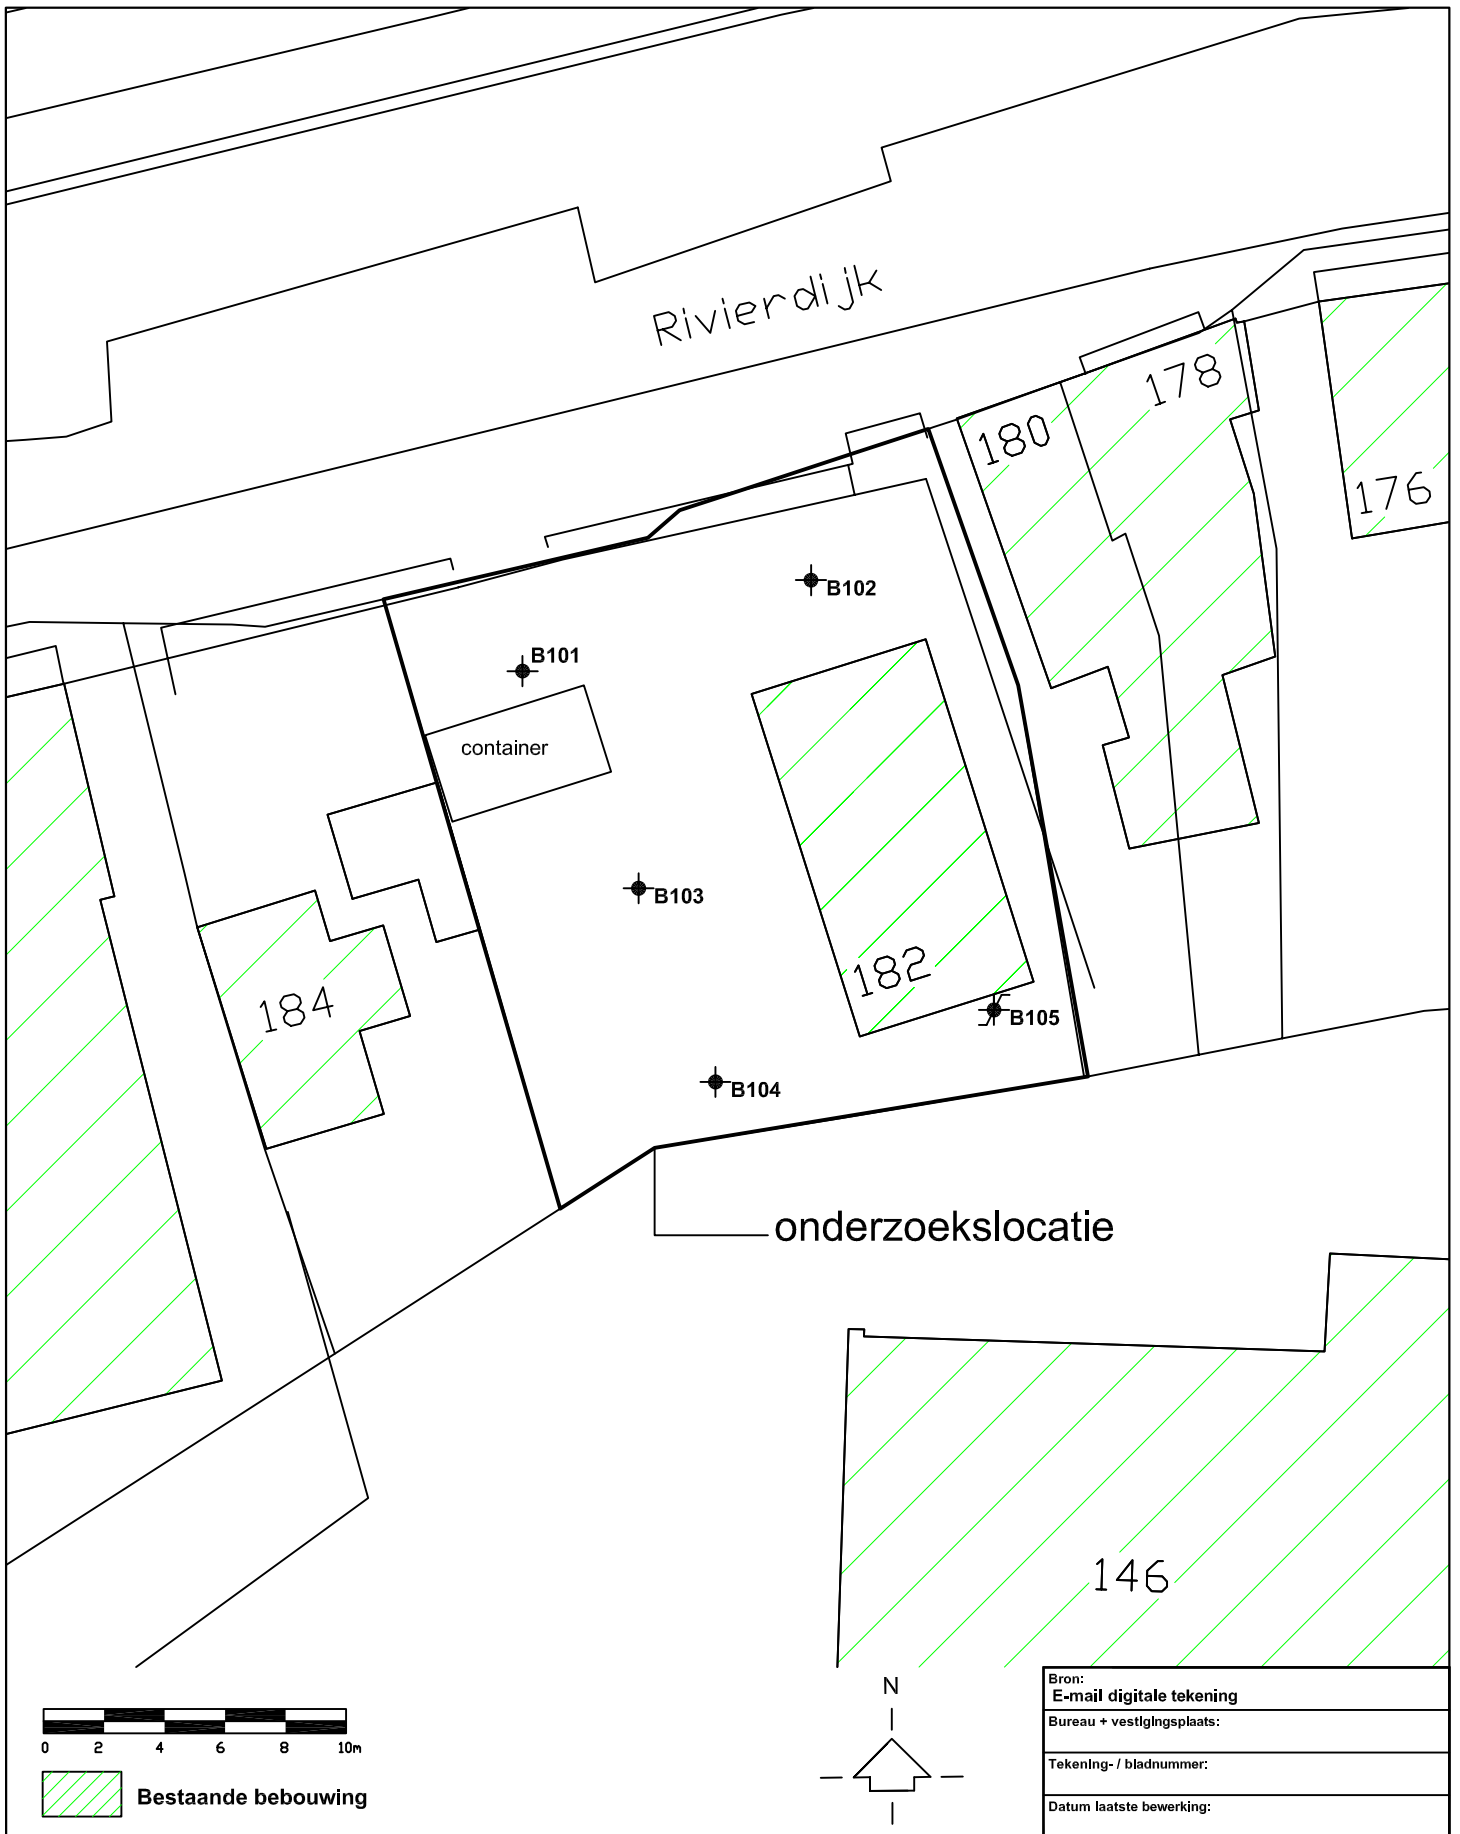 Rivierdijk
178
180
176
B102
B101
container
B103
182
184
B105
B104
onderzoekslocatie
146
N
Bron:
E-mail digitale tekening
Bureau + vestigingsplaats:
Tekening- / bladnummer:
Datum laatste bewerking:
0 2 4 6 8 10m
Bestaande bebouwing